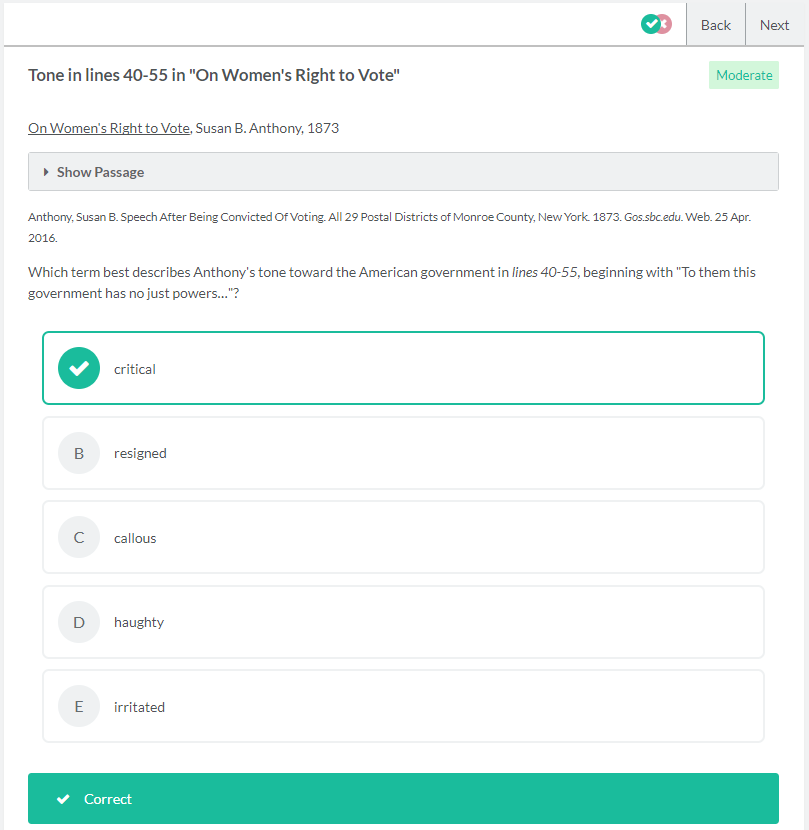 Back
Next
Tone in lines 40-55 in "On Women's Right to Vote"
Moderate
On Women's Right to Vote, Susan B. Anthony, 1873
Show Passage
Anthony, Susan B. Speech After Being Convicted Of Voting. All 29 Postal Districts of Monroe County, New York. 1873. Gos.sbc.edu. Web. 25 Apr.
2016.
Which term best describes Anthony's tone toward the American government in lines 40-55, beginning with "To them this
government has no just powers..."?
critical
B resigned
C callous
D haughty
E irritated
Correct